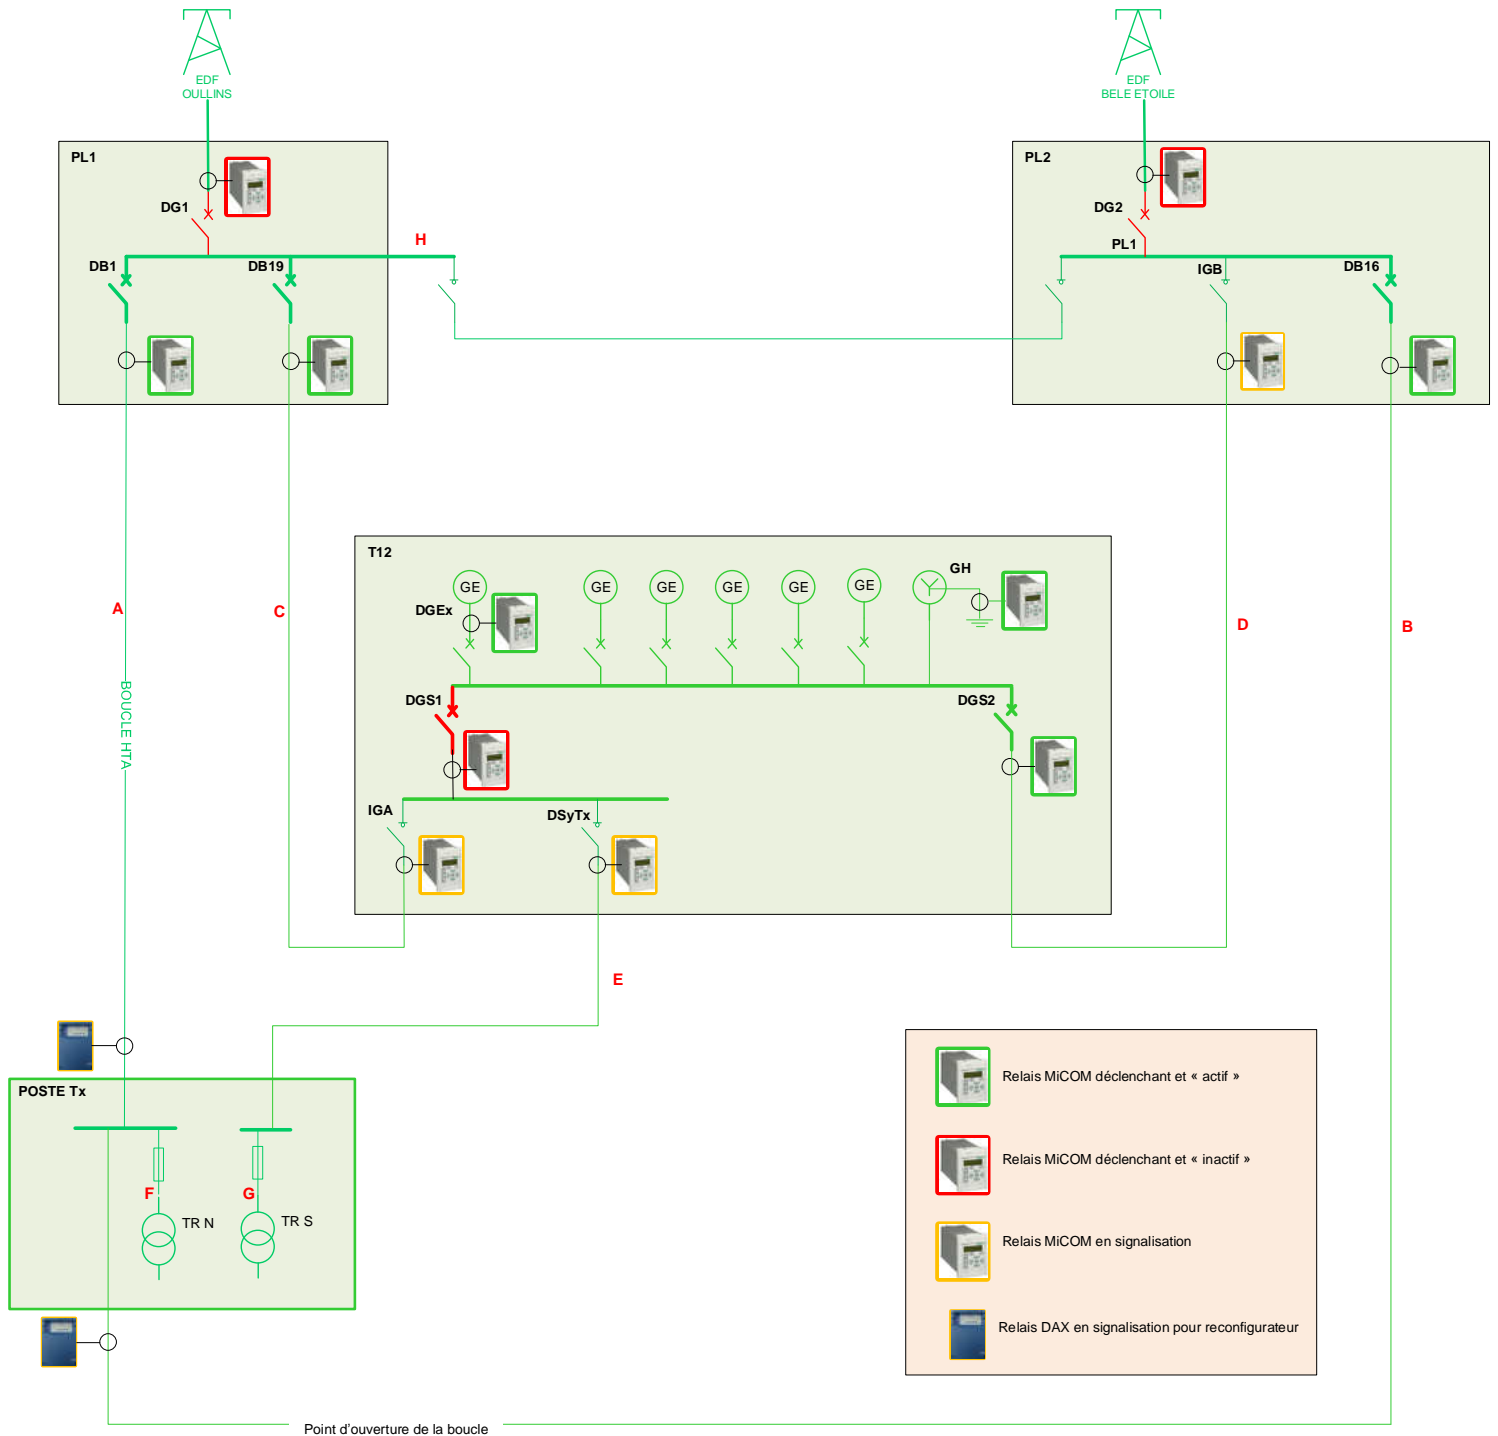 EDF
OULLINS
EDF
BELE ETOILE
PL1
PL2
DG1
DG2
PL1
H
DB1
DB19
IGB
DB16
T12
GE
GE
GE
GE
GE
GE
GH
DGEx
A
C
D
B
BOUCLE HTA
DGS1
DGS2
IGA
DSyTx
E
POSTE Tx
F
G
TR N
TR S
Relais MiCOM déclenchant et « actif »
Relais MiCOM déclenchant et « inactif »
Relais MiCOM en signalisation
Relais DAX en signalisation pour reconfigurateur
Point d'ouverture de la boucle